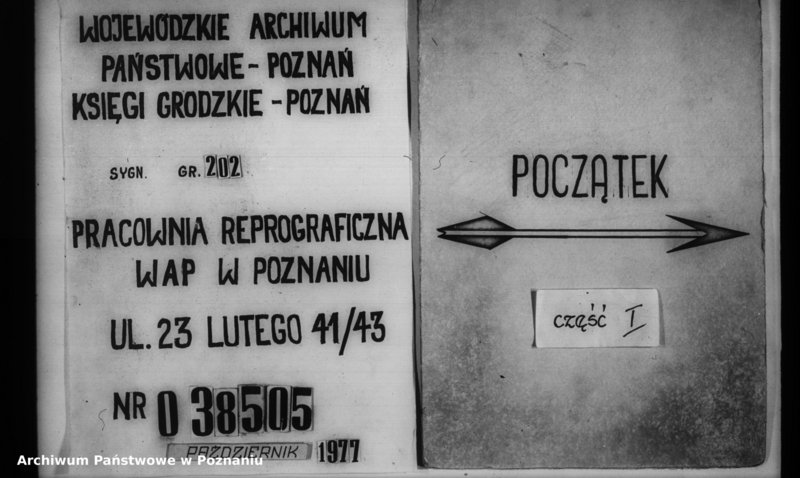 WOJEWÓDZKIE ARCHIWUM
PAŃSTWOWE - POZNAŃ
KSIĘGI GRODZKIE - POZNAŃ
SYGN. GR. 202
PRACOWNIA REPROGRAFICZNA
WAP W POZNANIU
UL. 23 LUTEGO 41/43
NR 0 38505
PAŹDZIERNIK 1977
POCZĄTEK
część I
Archiwum Państwowe w Poznaniu